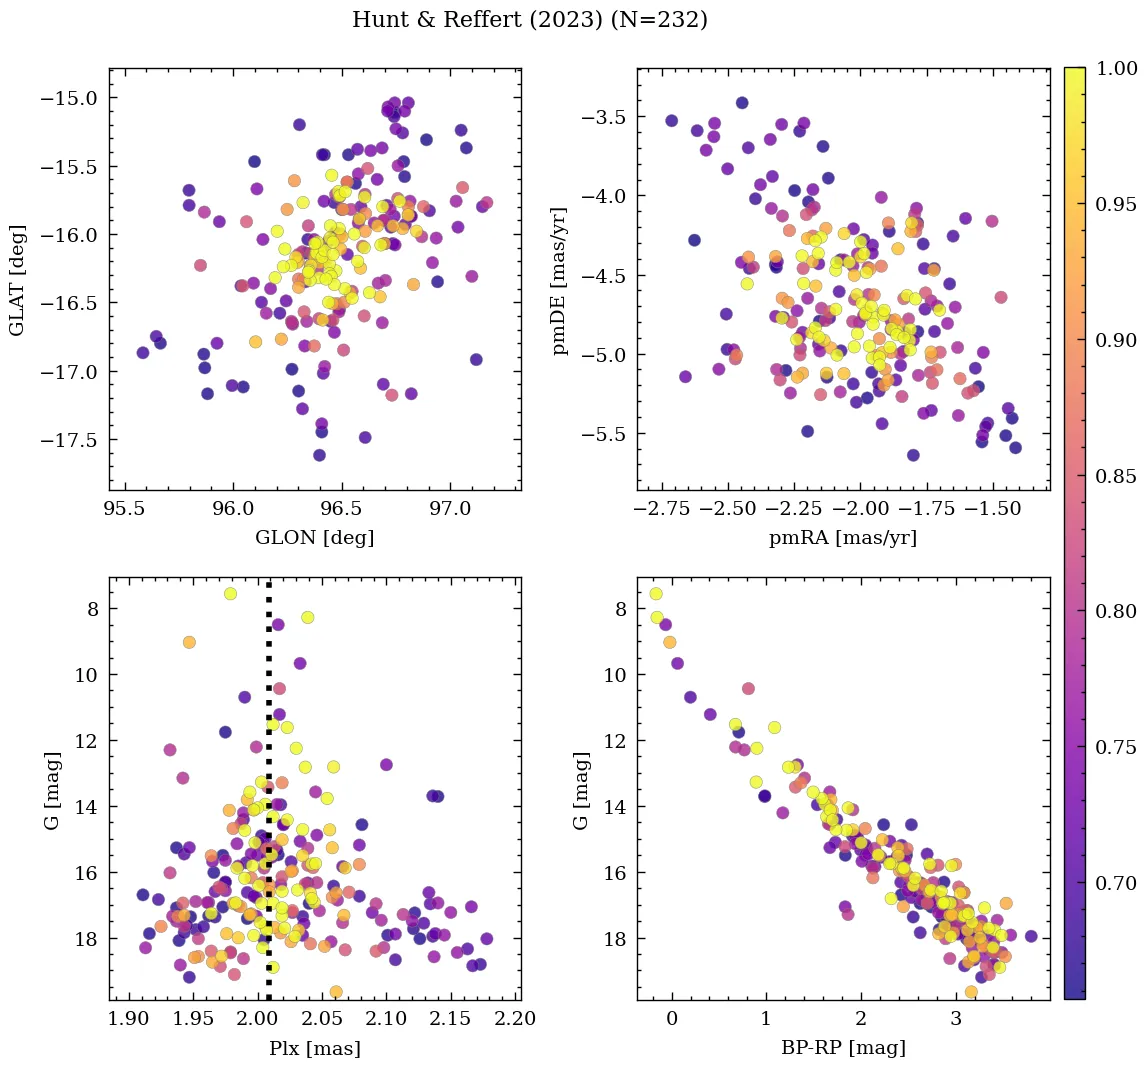 Hunt & Reffert (2023) (N=232)
−15.0
−15.5
−16.0
−16.5
−17.0
−17.5
GLAT [deg]
95.5 96.0 96.5 97.0
GLON [deg]
−3.5
−4.0
−4.5
−5.0
−5.5
pmDE [mas/yr]
−2.75 −2.50 −2.25 −2.00 −1.75 −1.50
pmRA [mas/yr]
8
10
12
14
16
18
G [mag]
1.90 1.95 2.00 2.05 2.10 2.15 2.20
Plx [mas]
8
10
12
14
16
18
G [mag]
0 1 2 3
BP-RP [mag]
1.00
0.95
0.90
0.85
0.80
0.75
0.70